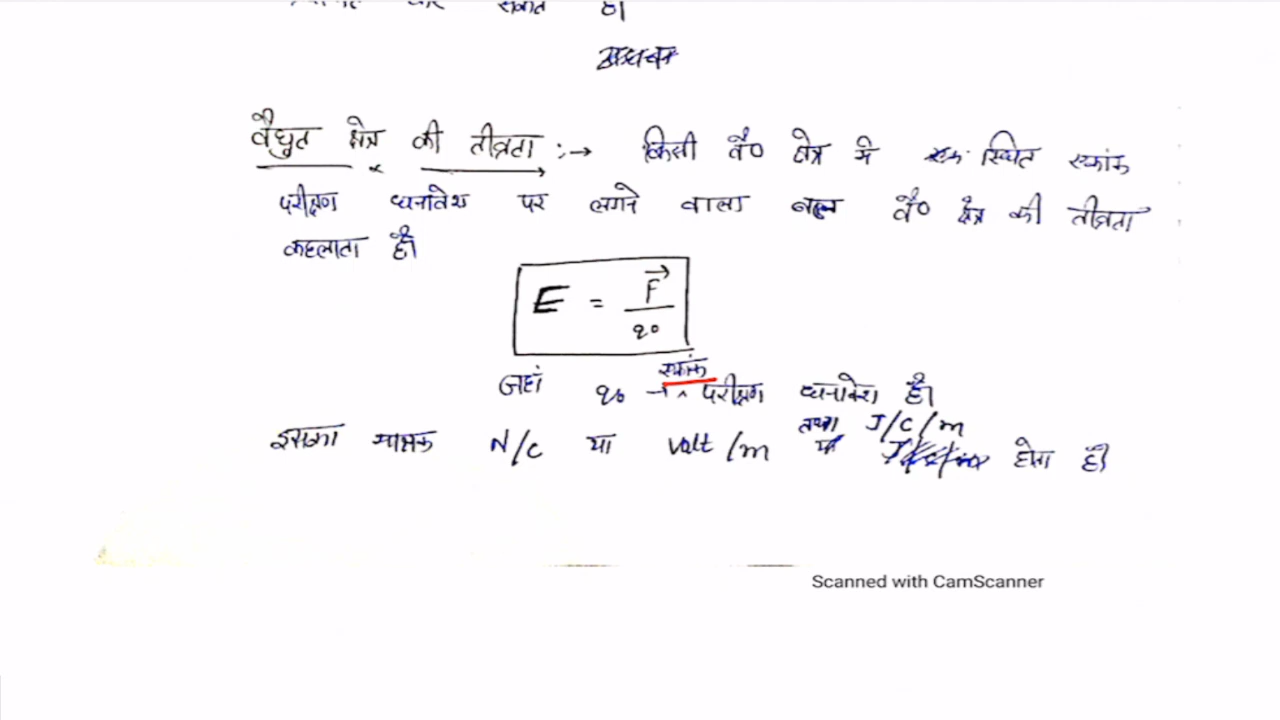 है।
वैद्युत क्षेत्र की तीव्रता :→ किसी वै० क्षेत्र मे स्थित एकांक
परीक्षण धनावेश पर लगने वाला बल वै० क्षेत्र की तीव्रता
कहलाता है।
E = F⃗/q₀
जहां q₀ → एकांक परीक्षण धनावेश है।
इसका मात्रक N/C या volt/m तथा J/C/m होता है।
Scanned with CamScanner